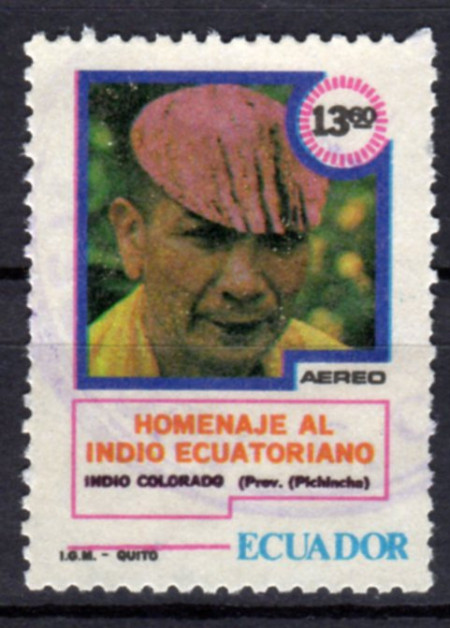 13.60
AEREO
HOMENAJE AL
INDIO ECUATORIANO
INDIO COLORADO (Prov. (Pichincha)
I.G.M. - QUITO ECUADOR